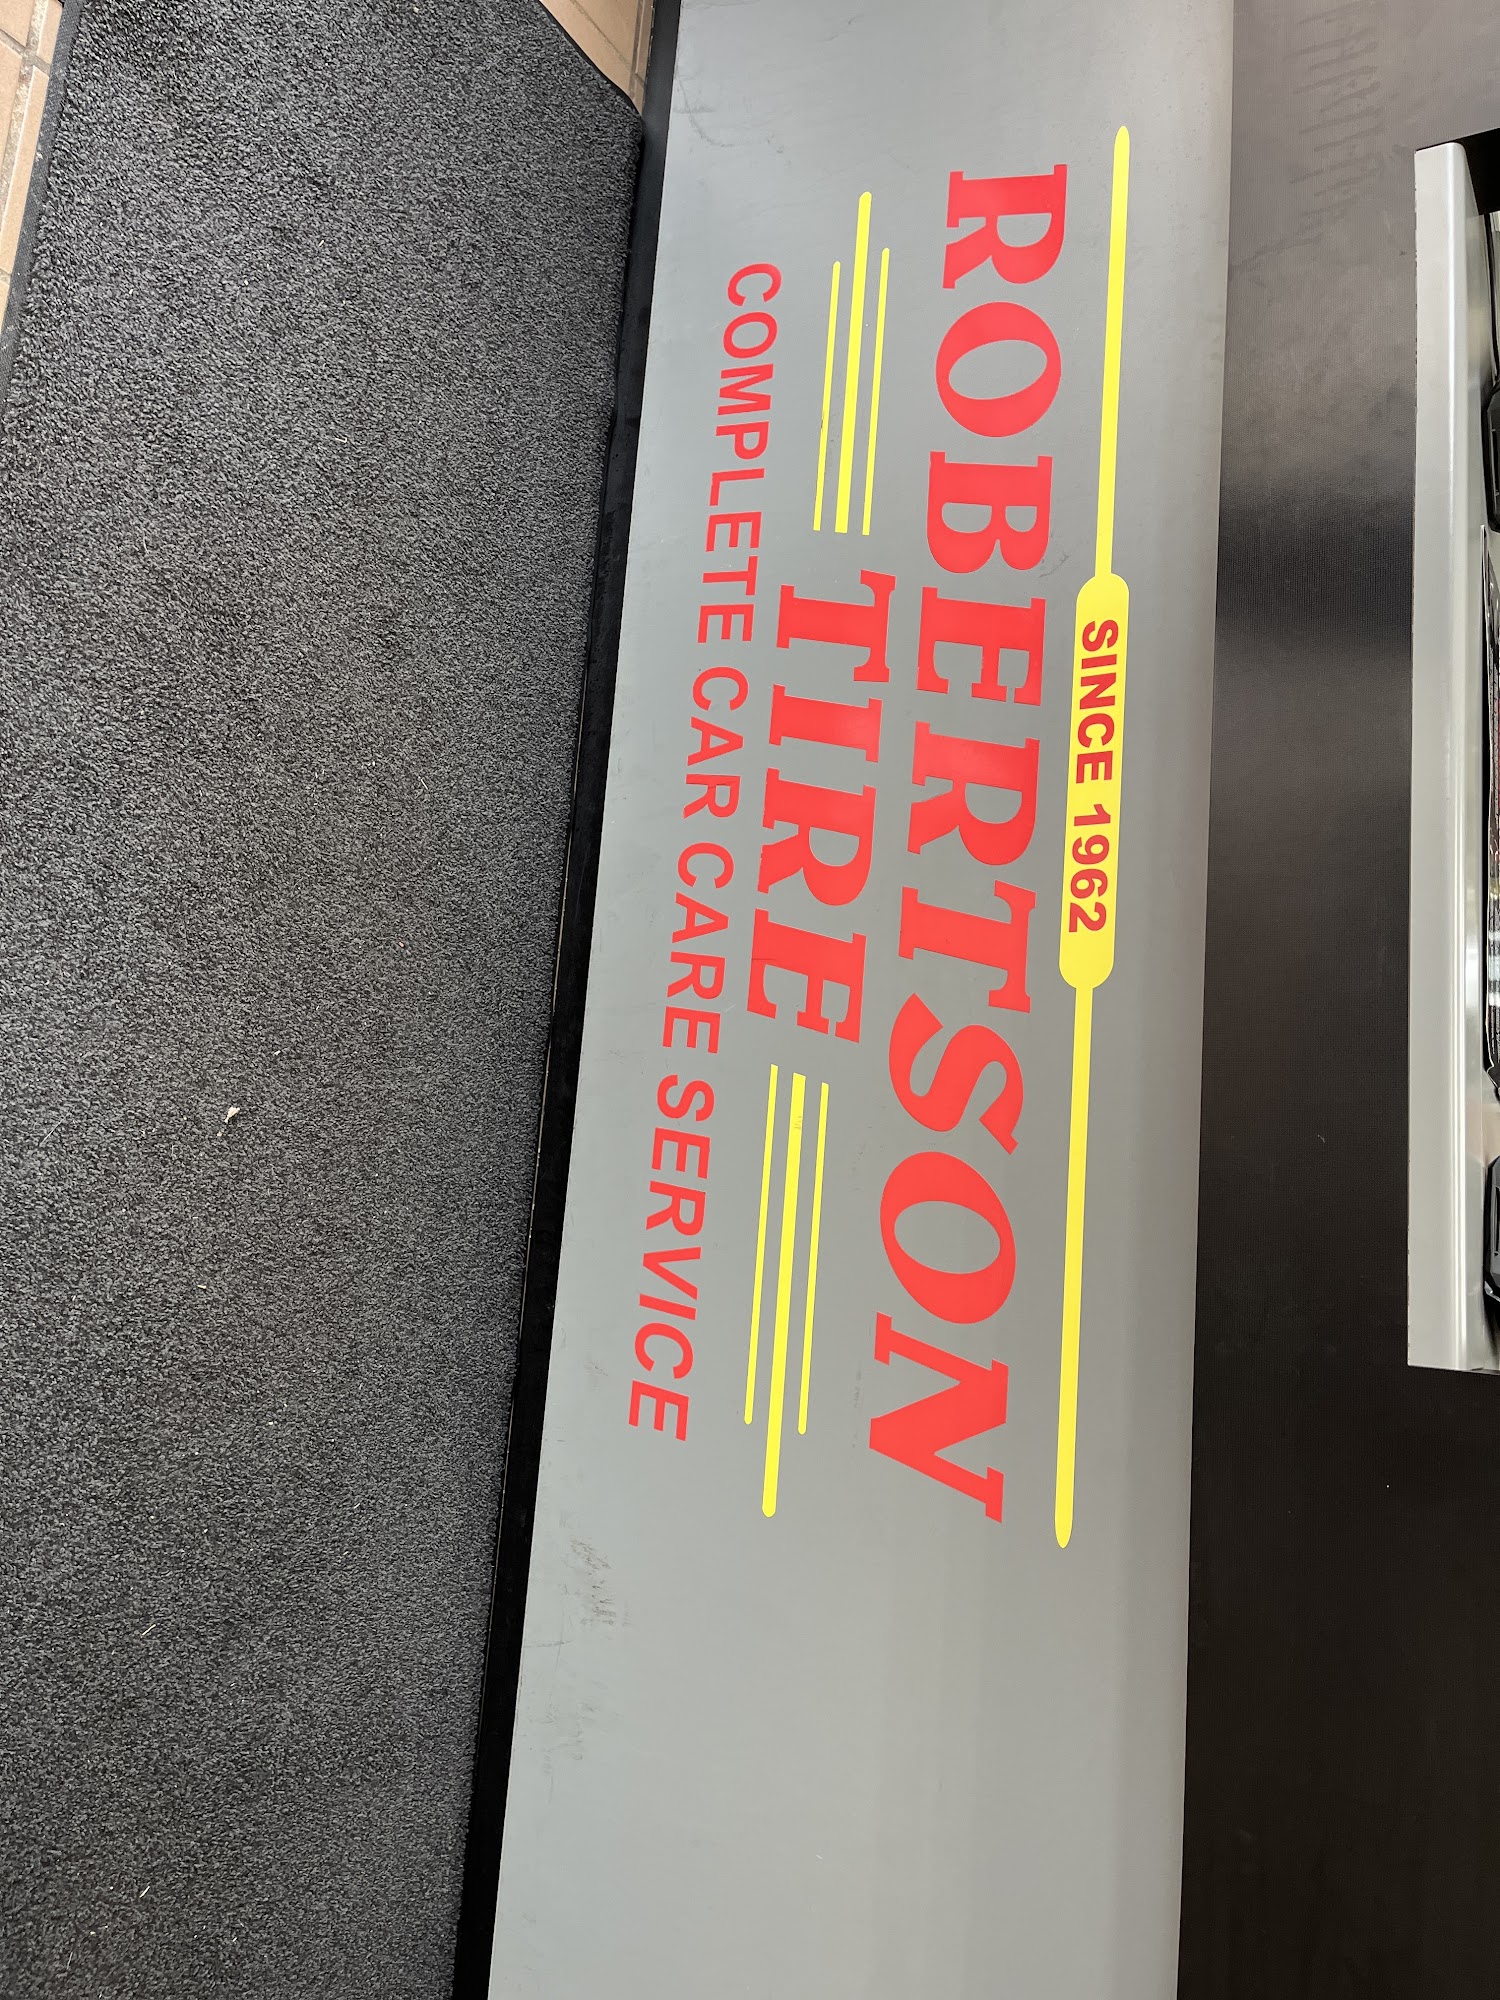 SINCE 1962
ROBERTSON
TIRE
COMPLETE CAR CARE SERVICE